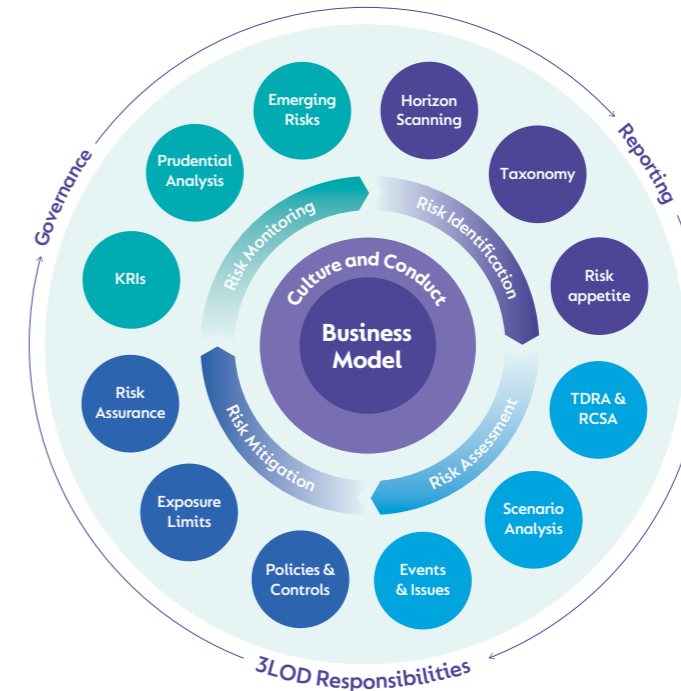 Governance
Reporting
3LOD Responsibilities
Emerging
Risks
Horizon
Scanning
Prudential
Analysis
Taxonomy
KRIs
Risk
appetite
Risk
Assurance
TDRA &
RCSA
Exposure
Limits
Scenario
Analysis
Policies &
Controls
Events
& Issues
Risk Monitoring
Risk Identification
Risk Mitigation
Risk Assessment
Culture and Conduct
Business
Model